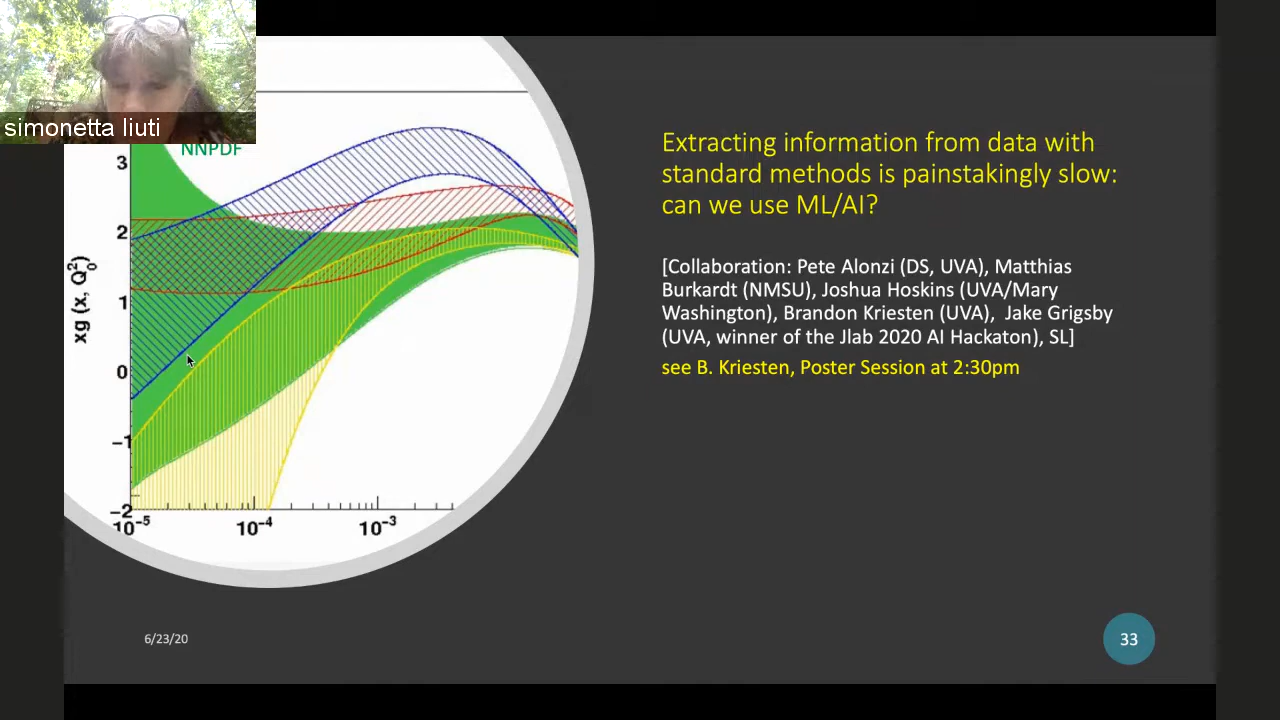 simonetta liuti
NNPDF
3
2
1
0
−1
−2
xg (x, Q₀²)
10⁻⁵ 10⁻⁴ 10⁻³
Extracting information from data with
standard methods is painstakingly slow:
can we use ML/AI?
[Collaboration: Pete Alonzi (DS, UVA), Matthias
Burkardt (NMSU), Joshua Hoskins (UVA/Mary
Washington), Brandon Kriesten (UVA), Jake Grigsby
(UVA, winner of the Jlab 2020 AI Hackaton), SL]
see B. Kriesten, Poster Session at 2:30pm
6/23/20
33